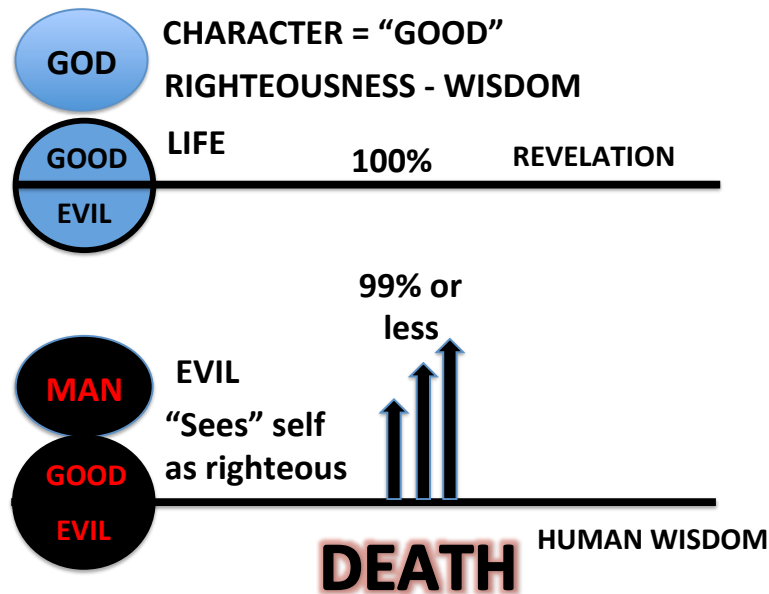 GOD
CHARACTER = “GOOD”
RIGHTEOUSNESS - WISDOM
GOOD
LIFE
100%
REVELATION
EVIL
99% or
less
MAN
EVIL
“Sees” self
as righteous
GOOD
EVIL
HUMAN WISDOM
DEATH